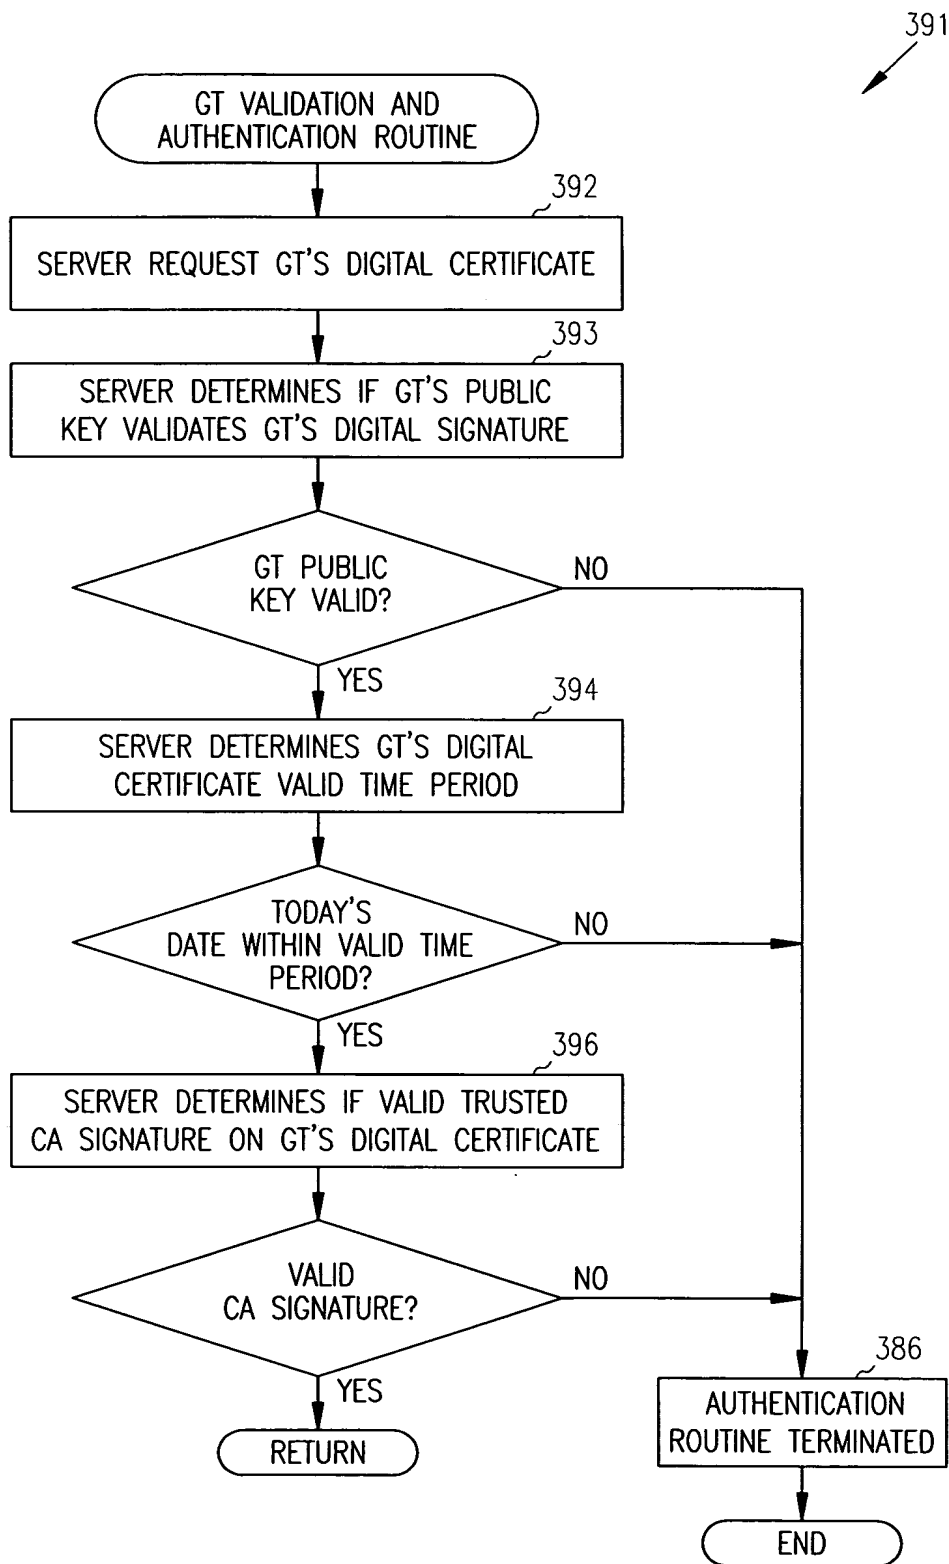 391
GT VALIDATION AND
AUTHENTICATION ROUTINE
392
SERVER REQUEST GT'S DIGITAL CERTIFICATE
393
SERVER DETERMINES IF GT'S PUBLIC
KEY VALIDATES GT'S DIGITAL SIGNATURE
GT PUBLIC
KEY VALID?
NO
YES
394
SERVER DETERMINES GT'S DIGITAL
CERTIFICATE VALID TIME PERIOD
TODAY'S
DATE WITHIN VALID TIME
PERIOD?
NO
YES
396
SERVER DETERMINES IF VALID TRUSTED
CA SIGNATURE ON GT'S DIGITAL CERTIFICATE
VALID
CA SIGNATURE?
NO
YES
RETURN
386
AUTHENTICATION
ROUTINE TERMINATED
END